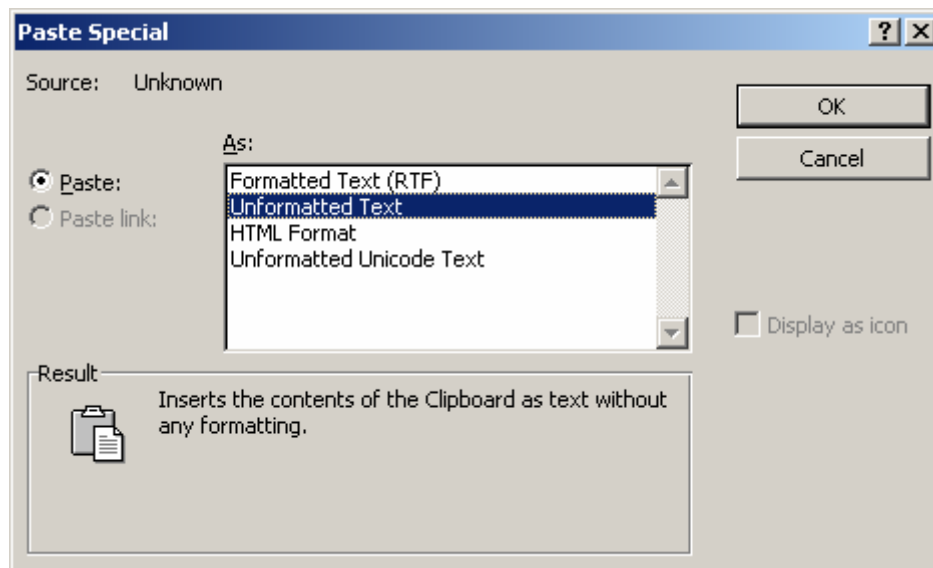 Paste Special
Source: Unknown
OK
Cancel
As:
Paste:
Paste link:
Formatted Text (RTF)
Unformatted Text
HTML Format
Unformatted Unicode Text
Display as icon
Result
Inserts the contents of the Clipboard as text without
any formatting.